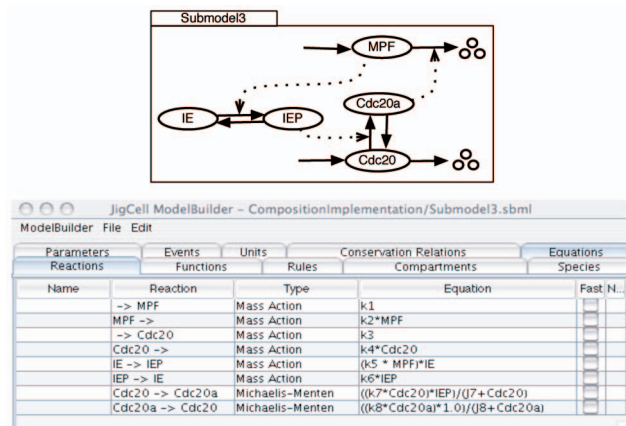 Submodel3
MPF
Cdc20a
IE
IEP
Cdc20
JigCell ModelBuilder – CompositionImplementation/Submodel3.sbml
ModelBuilder File Edit
Parameters Events Units Conservation Relations Equations
Reactions Functions Rules Compartments Species
Name Reaction Type Equation Fast N...
-> MPF Mass Action k1
MPF -> Mass Action k2*MPF
-> Cdc20 Mass Action k3
Cdc20 -> Mass Action k4*Cdc20
IE -> IEP Mass Action (k5 * MPF)*IE
IEP -> IE Mass Action k6*IEP
Cdc20 -> Cdc20a Michaelis-Menten ((k7*Cdc20)*IEP)/(J7+Cdc20)
Cdc20a -> Cdc20 Michaelis-Menten ((k8*Cdc20a)*1.0)/(J8+Cdc20a)